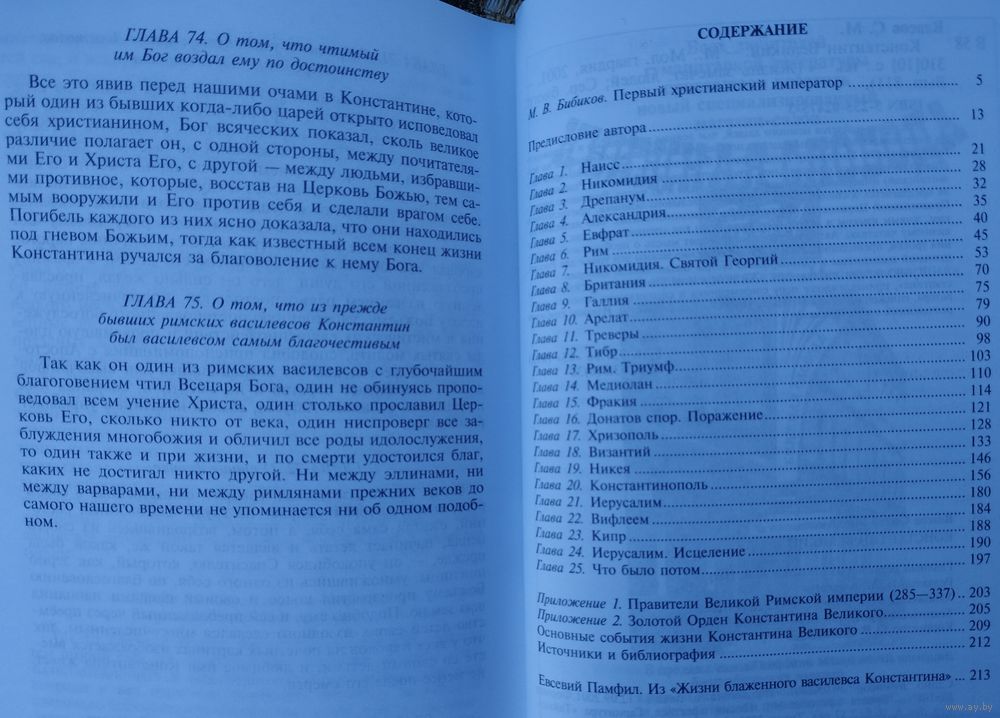 ГЛАВА 74. О том, что чтимый
им Бог воздал ему по достоинству
Все это явив перед нашими очами в Константине, кото-
рый один из бывших когда-либо царей открыто исповедовал
себя христианином, Бог всяческих показал, сколь великое
различие полагает он, с одной стороны, между почитателя-
ми Его и Христа Его, с другой — между людьми, избравши-
ми противное, которые, восстав на Церковь Божью, тем са-
мым вооружили и Его против себя и сделали врагом себе.
Погибель каждого из них ясно доказала, что они находились
под гневом Божьим, тогда как известный всем конец жизни
Константина ручался за благоволение к нему Бога.
ГЛАВА 75. О том, что из прежде
бывших римских василевсов Константин
был василевсом самым благочестивым
Так как он один из римских василевсов с глубочайшим
благоговением чтил Всецаря Бога, один не обинуясь пропо-
ведовал всем учение Христа, один столько прославил Цер-
ковь Его, сколько никто от века, один ниспроверг все за-
блуждения многобожия и обличил все роды идолослужения,
то один также и при жизни, и по смерти удостоился благ,
каких не достигал никто другой. Ни между эллинами, ни
между варварами, ни между римлянами прежних веков до
самого нашего времени не упоминается ни об одном подоб-
ном.
СОДЕРЖАНИЕ
М. В. Бибиков. Первый христианский император 5
Предисловие автора 13
Глава 1. Наисс 21
Глава 2. Никомидия 28
Глава 3. Дрепанум 32
Глава 4. Александрия 35
Глава 5. Евфрат 40
Глава 6. Рим 45
Глава 7. Никомидия. Святой Георгий 53
Глава 8. Британия 70
Глава 9. Галлия 75
Глава 10. Арелат 79
Глава 11. Треверы 90
Глава 12. Тибр 98
Глава 13. Рим. Триумф 103
Глава 14. Медиолан 110
Глава 15. Фракия 114
Глава 16. Донатов спор. Поражение 121
Глава 17. Хризополь 128
Глава 18. Византий 133
Глава 19. Никея 146
Глава 20. Константинополь 156
Глава 21. Иерусалим 180
Глава 22. Вифлеем 184
Глава 23. Кипр 188
Глава 24. Иерусалим. Исцеление 190
Глава 25. Что было потом 197
Приложение 1. Правители Великой Римской империи (285—337) 203
Приложение 2. Золотой Орден Константина Великого 205
Основные события жизни Константина Великого 209
Источники и библиография 212
Евсевий Памфил. Из «Жизни блаженного василевса Константина» 213
www.ay.by